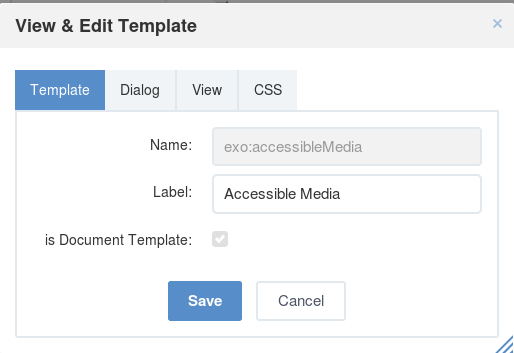 View & Edit Template
×
Template Dialog View CSS
Name: exo:accessibleMedia
Label: Accessible Media
is Document Template:
Save Cancel